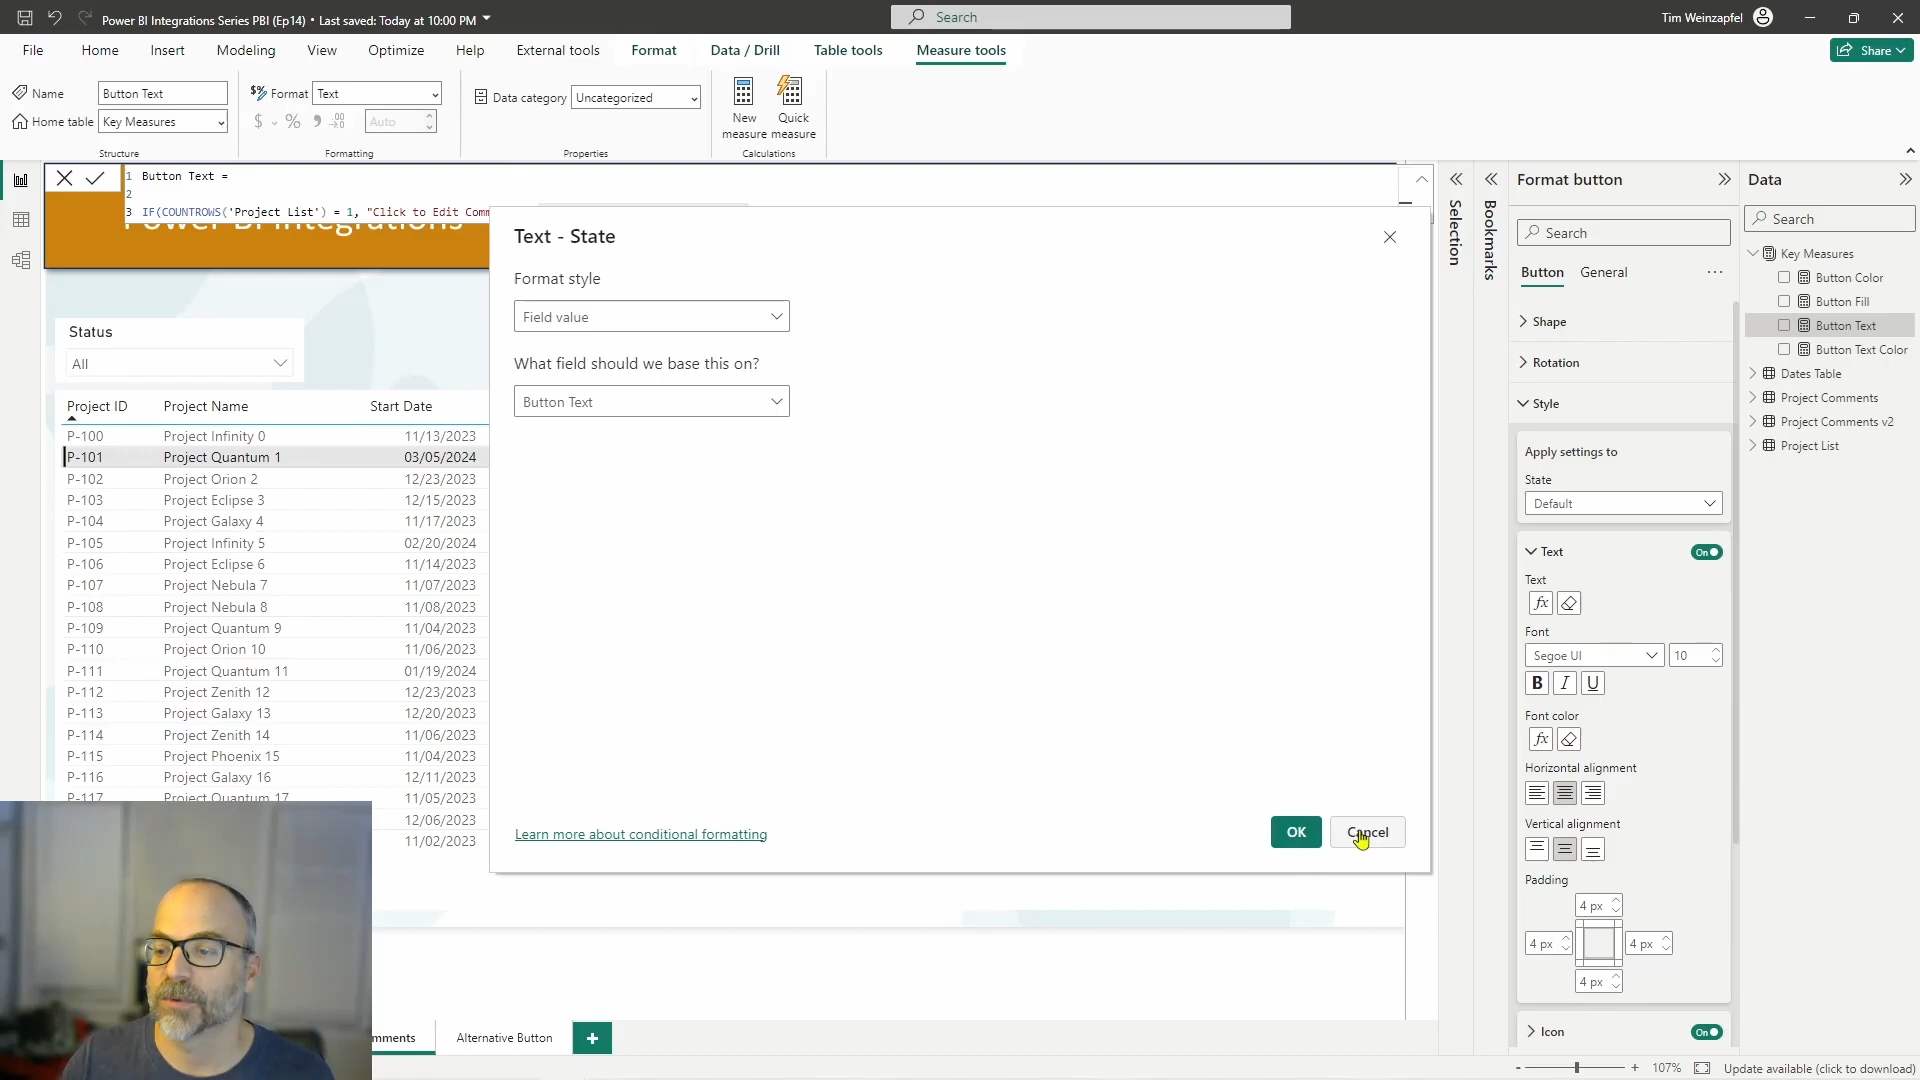 Power BI Integrations Series PBI (Ep14) • Last saved: Today at 10:00 PM
Search
Tim Weinzapfel
File
Home
Insert
Modeling
View
Optimize
Help
External tools
Format
Data / Drill
Table tools
Measure tools
Share
Name
Button Text
Home table
Key Measures
Structure
Format
Text
$
%
Auto
Formatting
Data category
Uncategorized
Properties
New
measure
Quick
measure
Calculations
1 Button Text =
2
3 IF(COUNTROWS('Project List') = 1, "Click to Edit Comm
Power BI Integrations
Status
All
Project ID Project Name Start Date
P-100 Project Infinity 0 11/13/2023
P-101 Project Quantum 1 03/05/2024
P-102 Project Orion 2 12/23/2023
P-103 Project Eclipse 3 12/15/2023
P-104 Project Galaxy 4 11/17/2023
P-105 Project Infinity 5 02/20/2024
P-106 Project Eclipse 6 11/14/2023
P-107 Project Nebula 7 11/07/2023
P-108 Project Nebula 8 11/08/2023
P-109 Project Quantum 9 11/04/2023
P-110 Project Orion 10 11/06/2023
P-111 Project Quantum 11 01/19/2024
P-112 Project Zenith 12 12/23/2023
P-113 Project Galaxy 13 12/20/2023
P-114 Project Zenith 14 11/06/2023
P-115 Project Phoenix 15 11/04/2023
P-116 Project Galaxy 16 12/11/2023
P-117 Project Quantum 17 11/05/2023
12/06/2023
11/02/2023
mments
Alternative Button
+
Text - State
Format style
Field value
What field should we base this on?
Button Text
Learn more about conditional formatting
OK
Cancel
Selection
Bookmarks
Format button
Search
Button
General
Shape
Rotation
Style
Apply settings to
State
Default
Text
On
Text
fx
Font
Segoe UI
10
B
I
U
Font color
fx
Horizontal alignment
Vertical alignment
Padding
4 px
4 px
4 px
4 px
Icon
On
Data
Search
Key Measures
Button Color
Button Fill
Button Text
Button Text Color
Dates Table
Project Comments
Project Comments v2
Project List
- + 107%
Update available (click to download)